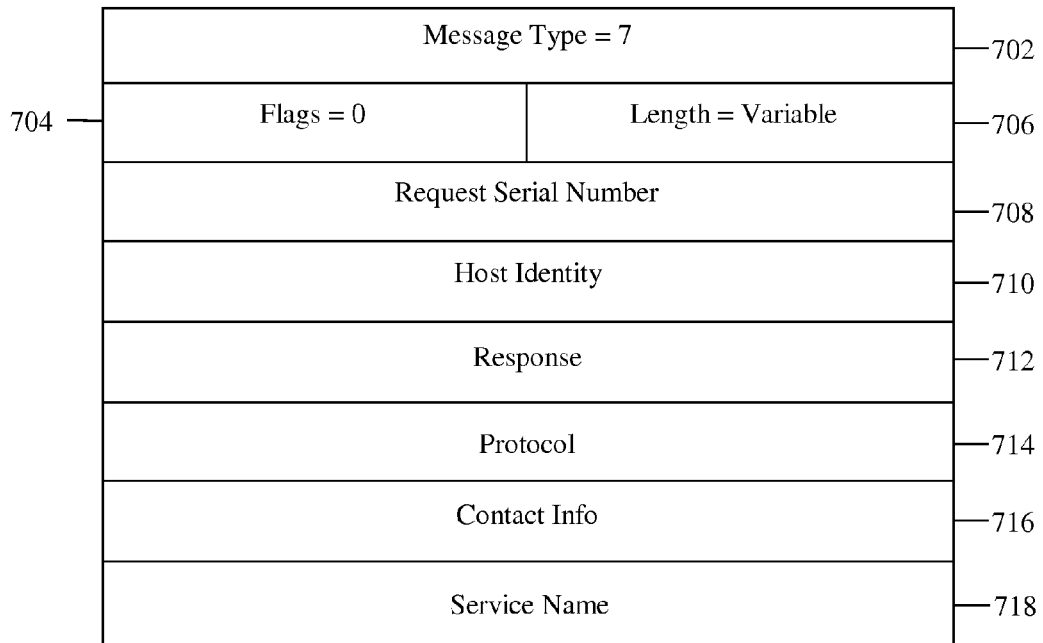 Message Type = 7
702
704
Flags = 0
Length = Variable
706
Request Serial Number
708
Host Identity
710
Response
712
Protocol
714
Contact Info
716
Service Name
718